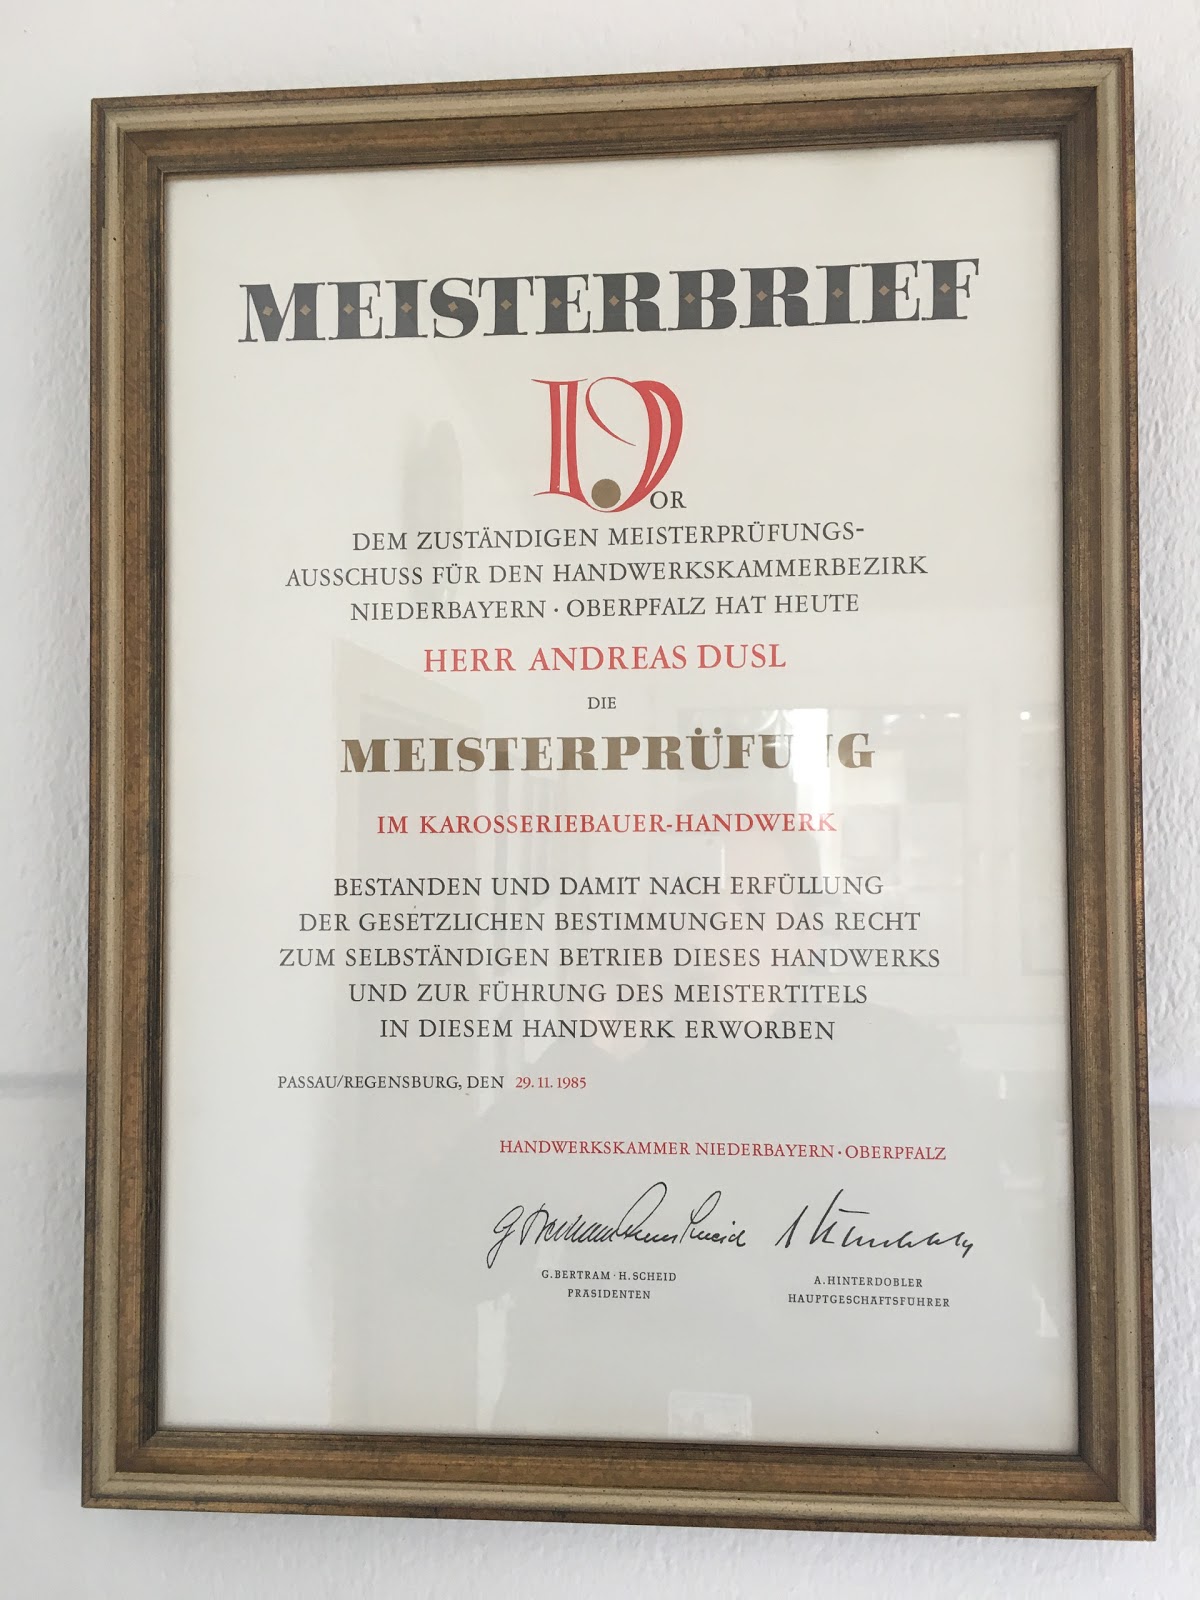 MEISTERBRIEF
VOR
DEM ZUSTÄNDIGEN MEISTERPRÜFUNGS-
AUSSCHUSS FÜR DEN HANDWERKSKAMMERBEZIRK
NIEDERBAYERN · OBERPFALZ HAT HEUTE
HERR ANDREAS DUSL
DIE
MEISTERPRÜFUNG
IM KAROSSERIEBAUER-HANDWERK
BESTANDEN UND DAMIT NACH ERFÜLLUNG
DER GESETZLICHEN BESTIMMUNGEN DAS RECHT
ZUM SELBSTÄNDIGEN BETRIEB DIESES HANDWERKS
UND ZUR FÜHRUNG DES MEISTERTITELS
IN DIESEM HANDWERK ERWORBEN
PASSAU/REGENSBURG, DEN 29. 11. 1985
HANDWERKSKAMMER NIEDERBAYERN · OBERPFALZ
G. BERTRAM · H. SCHEID
PRÄSIDENTEN
A. HINTERDOBLER
HAUPTGESCHÄFTSFÜHRER